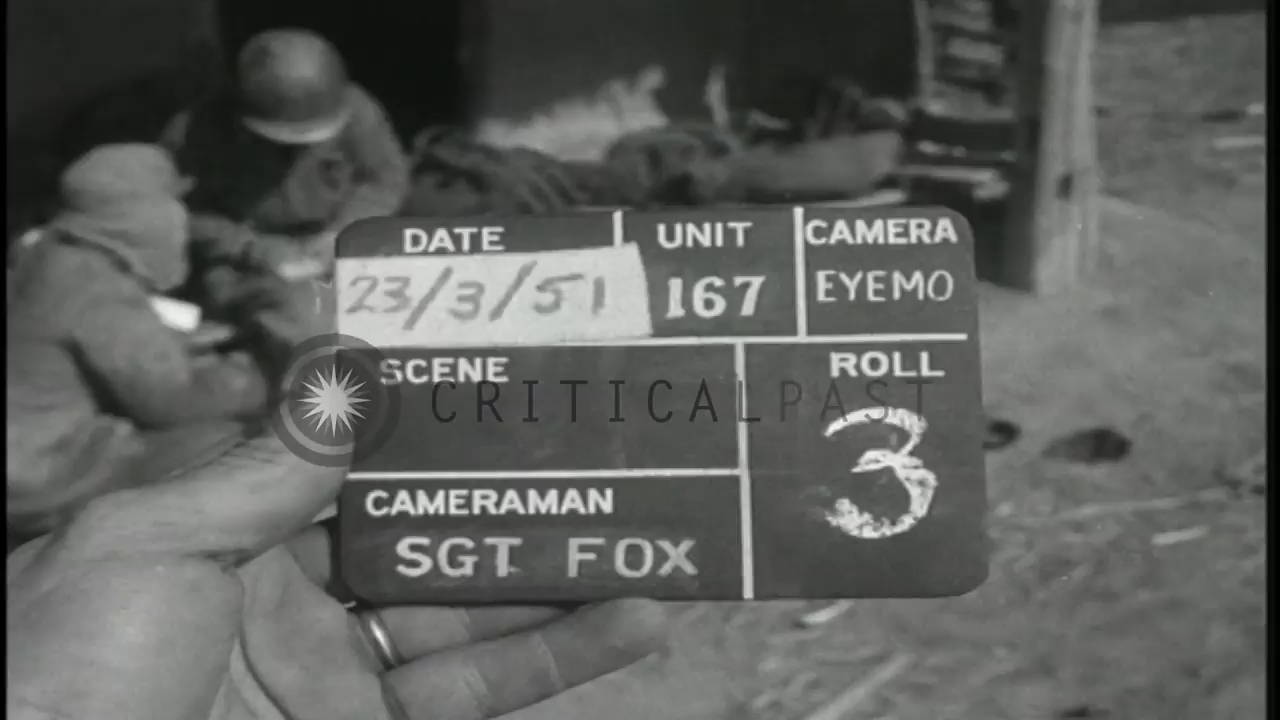 DATE UNIT CAMERA
23/3/51 167 EYEMO
SCENE ROLL
CRITICALPAST
3
CAMERAMAN
SGT FOX